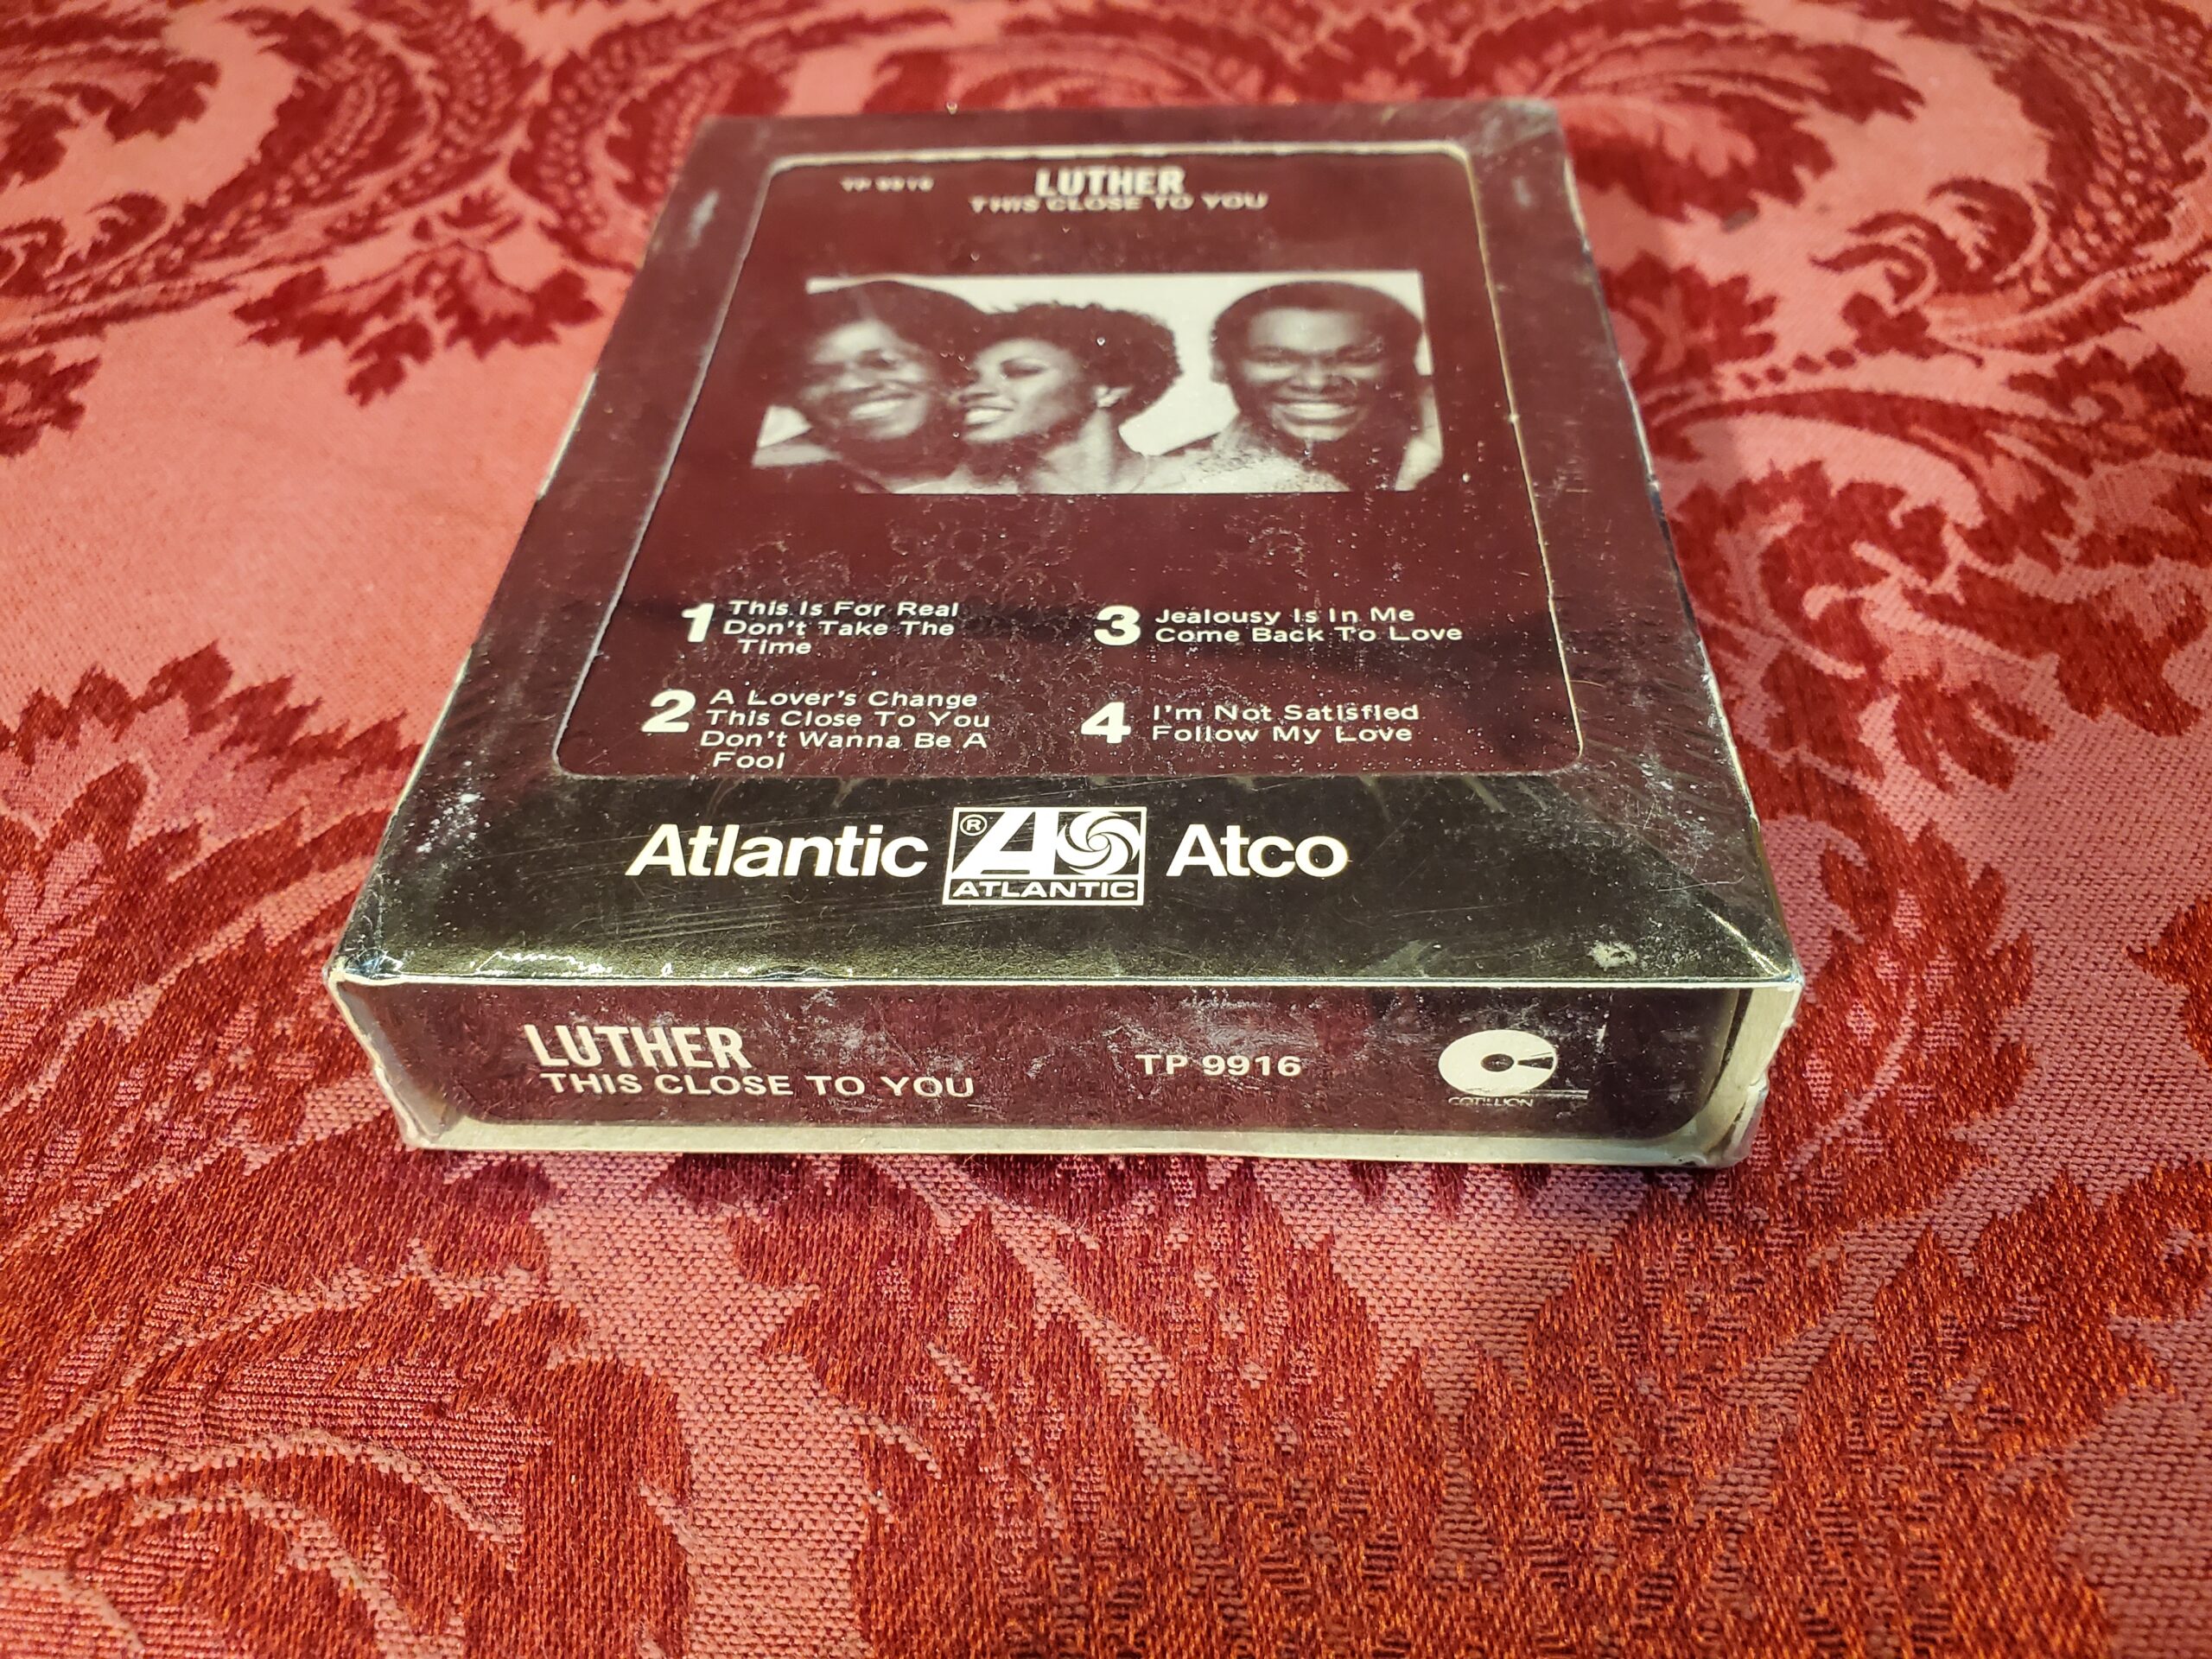 TP 9916
LUTHER
THIS CLOSE TO YOU
1 This Is For Real
Don't Take The
Time
2 A Lover's Change
This Close To You
Don't Wanna Be A
Fool
3 Jealousy Is In Me
Come Back To Love
4 I'm Not Satisfied
Follow My Love
Atlantic ® ATLANTIC Atco
LUTHER
THIS CLOSE TO YOU
TP 9916
COTILLION